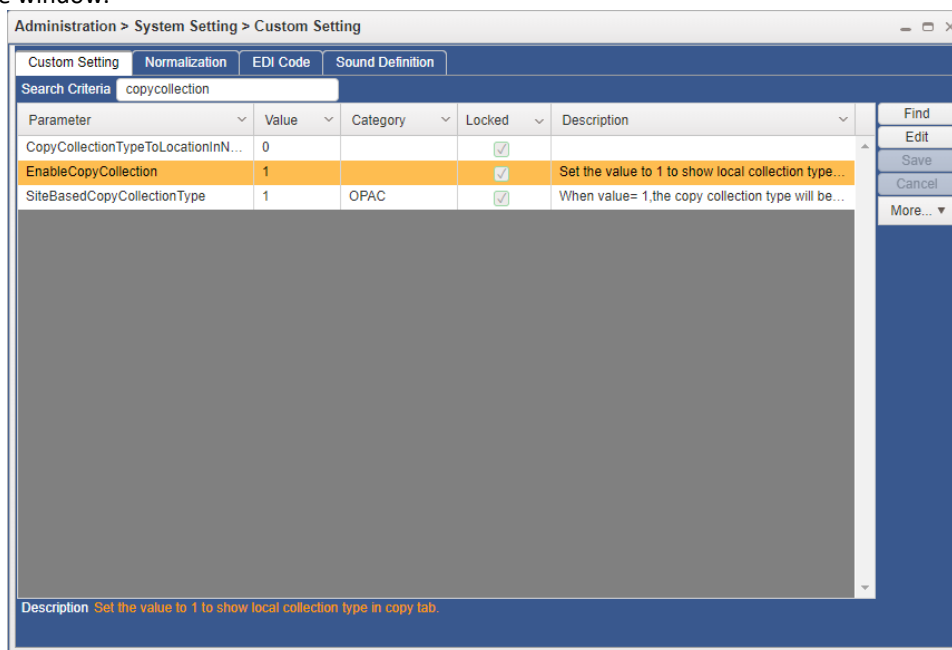 window.
Administration > System Setting > Custom Setting
Custom Setting Normalization EDI Code Sound Definition
Search Criteria copycollection
Parameter Value Category Locked Description
CopyCollectionTypeToLocationInN... 0
EnableCopyCollection 1 Set the value to 1 to show local collection type...
SiteBasedCopyCollectionType 1 OPAC When value= 1,the copy collection type will be...
Find
Edit
Save
Cancel
More...
Description Set the value to 1 to show local collection type in copy tab.